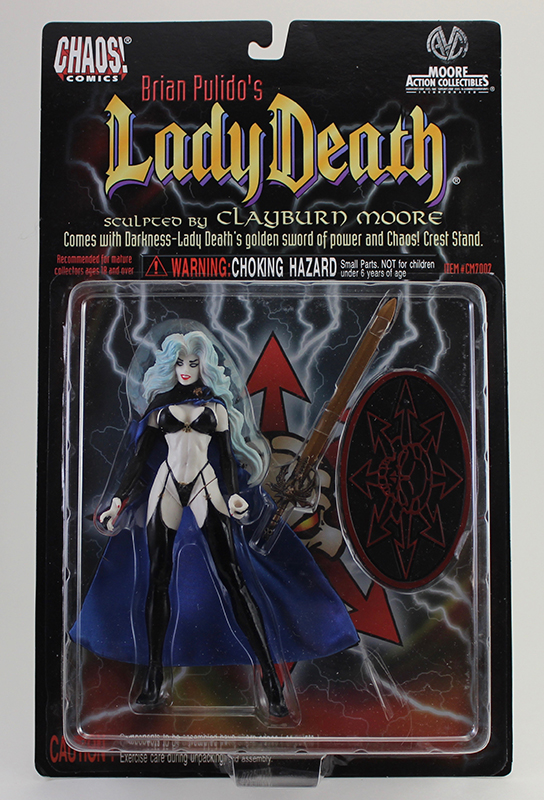 CHAOS!®
COMICS
MOORE
ACTION COLLECTIBLES
INCORPORATED ®
Brian Pulido's
Lady Death®
SCULPTED BY CLAYBURN MOORE
Comes with Darkness-Lady Death's golden sword of power and Chaos! Crest Stand.
Recommended for mature
collectors ages 18 and over
WARNING: CHOKING HAZARD
Small Parts. NOT for children
under 6 years of age
ITEM #CM7002
CAUTION:
Exercise care during unpacking and assembly.